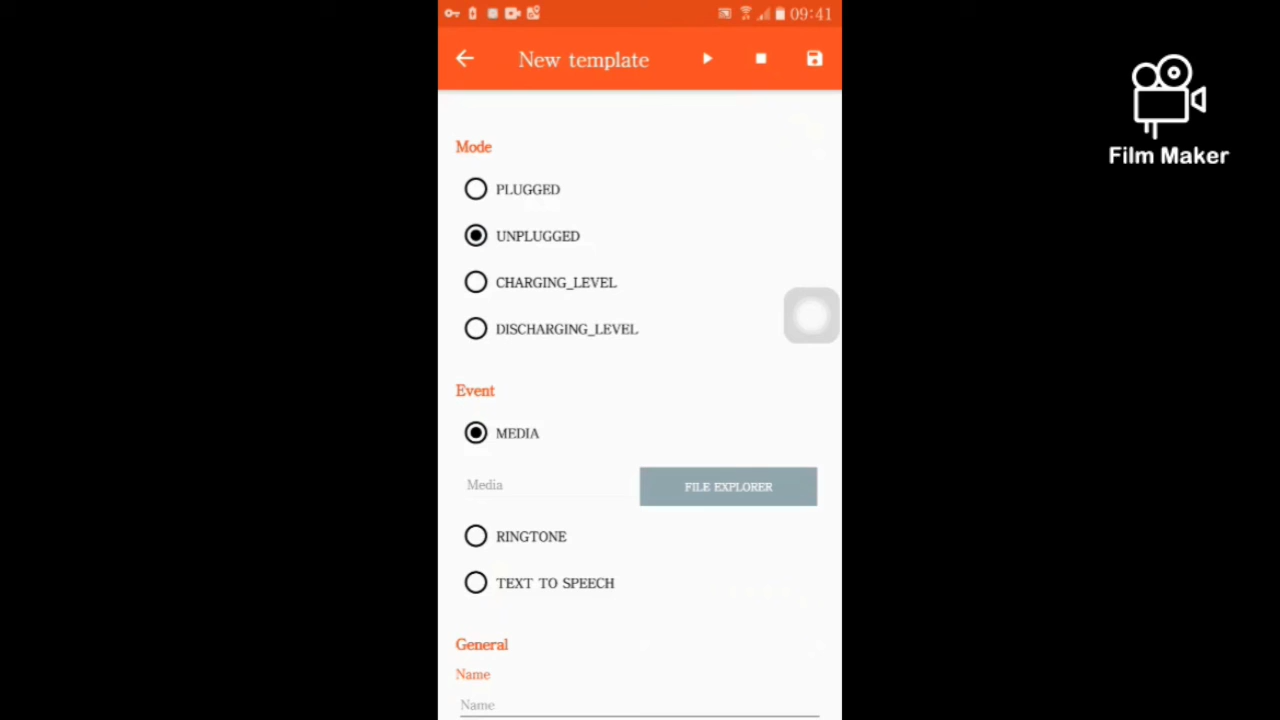 09:41
New template
Film Maker
Mode
PLUGGED
UNPLUGGED
CHARGING_LEVEL
DISCHARGING_LEVEL
Event
MEDIA
Media
FILE EXPLORER
RINGTONE
TEXT TO SPEECH
General
Name
Name